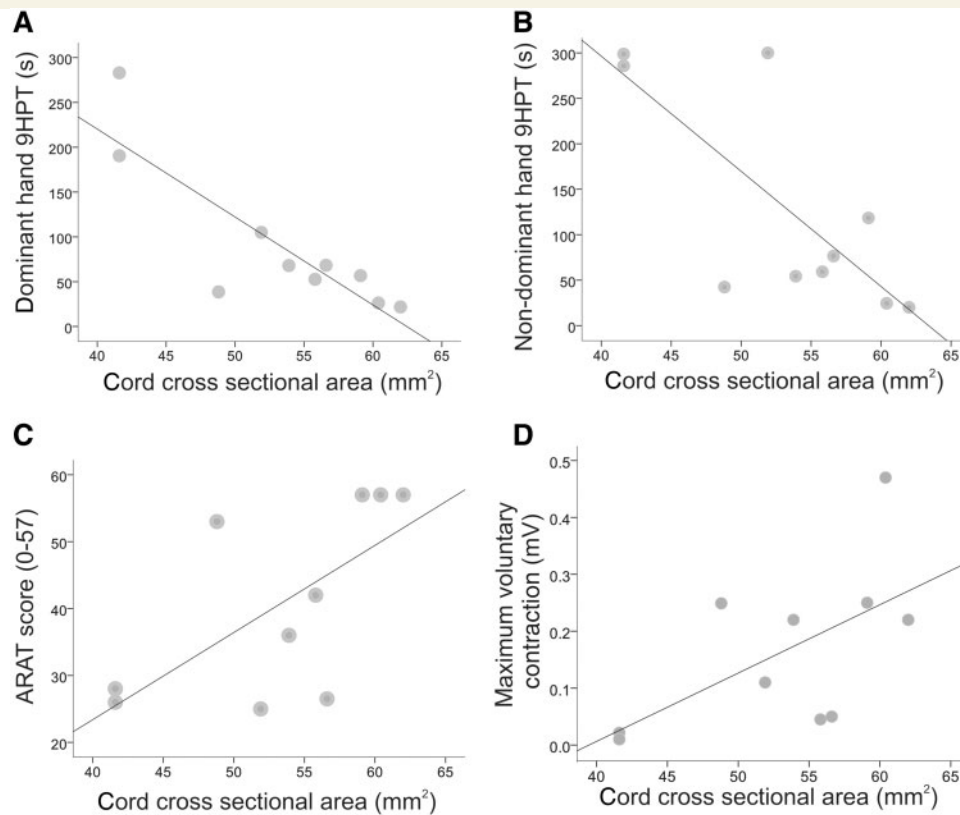 A
Dominant hand 9HPT (s)
300
250
200
150
100
50
0
40 45 50 55 60 65
Cord cross sectional area (mm²)
B
Non-dominant hand 9HPT (s)
300
250
200
150
100
50
0
40 45 50 55 60 65
Cord cross sectional area (mm²)
C
ARAT score (0-57)
60
50
40
30
20
40 45 50 55 60 65
Cord cross sectional area (mm²)
D
Maximum voluntary
contraction (mV)
0.5
0.4
0.3
0.2
0.1
0.0
40 45 50 55 60 65
Cord cross sectional area (mm²)